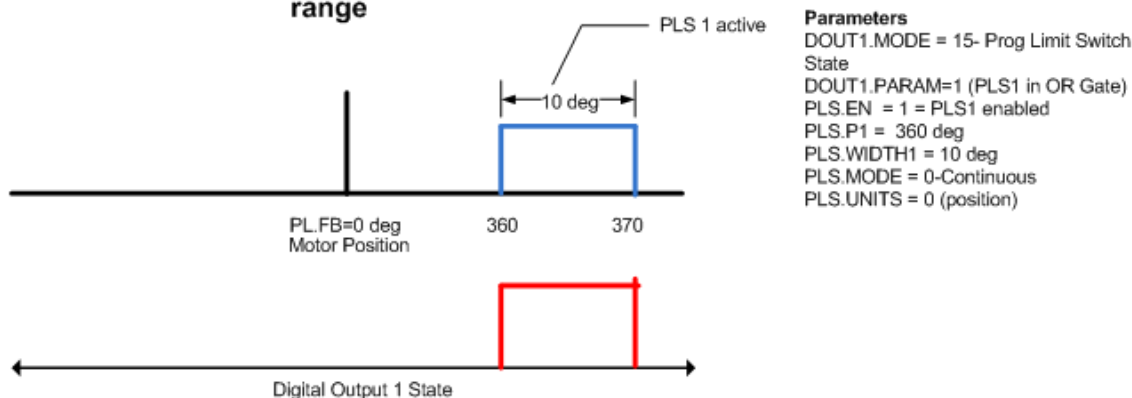 range
PLS 1 active
10 deg
PL.FB=0 deg
Motor Position
360
370
Digital Output 1 State
Parameters
DOUT1.MODE = 15- Prog Limit Switch
State
DOUT1.PARAM=1 (PLS1 in OR Gate)
PLS.EN = 1 = PLS1 enabled
PLS.P1 = 360 deg
PLS.WIDTH1 = 10 deg
PLS.MODE = 0-Continuous
PLS.UNITS = 0 (position)